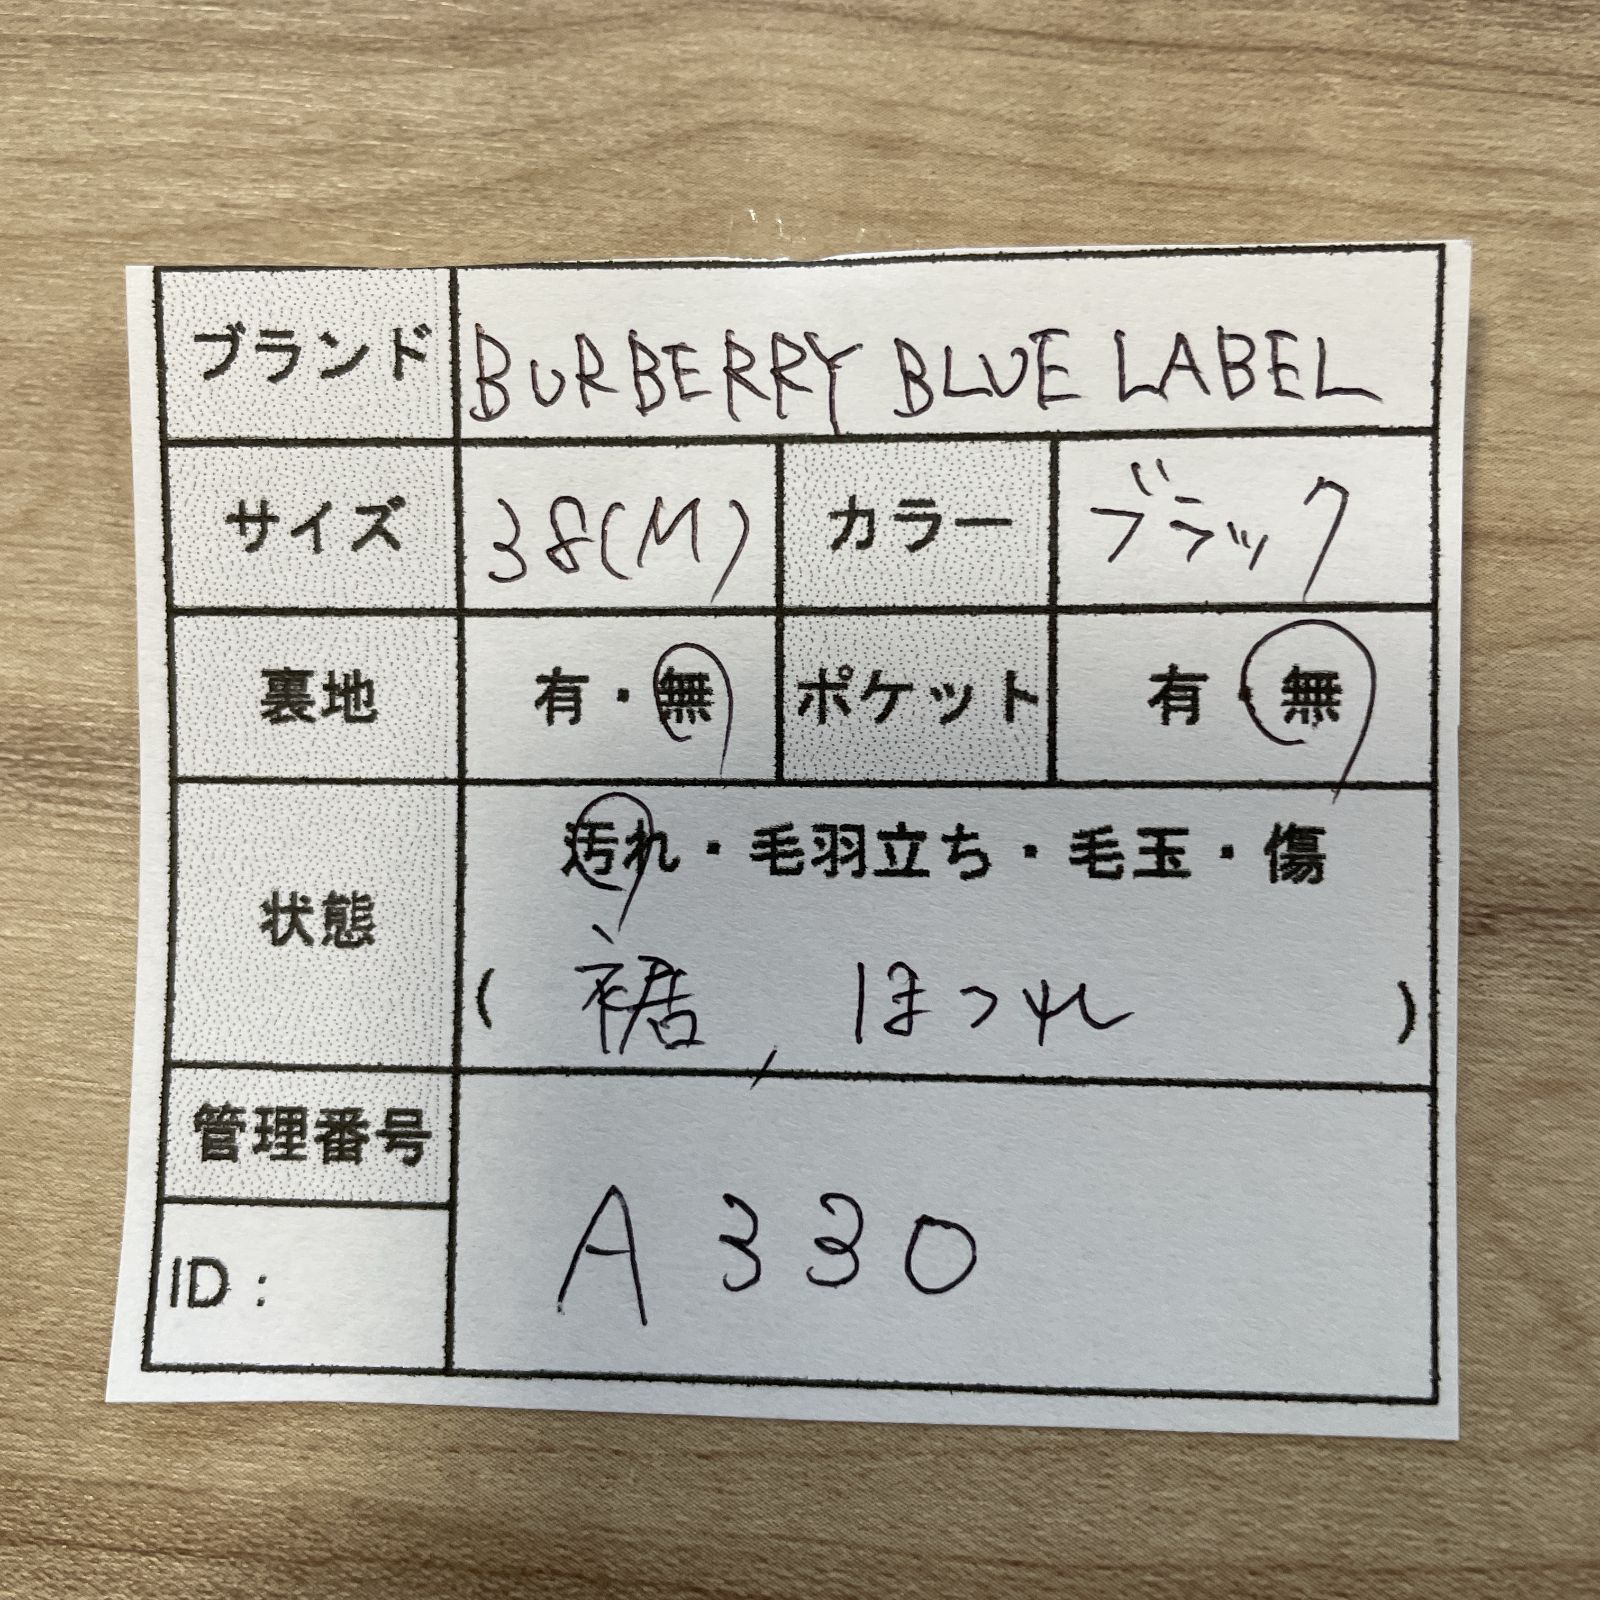 ブランド BURBERRY BLUE LABEL
サイズ 38(M) カラー ブラック
裏地 有・無 ポケット 有・無
状態 汚れ・毛羽立ち・毛玉・傷
(裾, ほつれ)
管理番号 A330
ID: